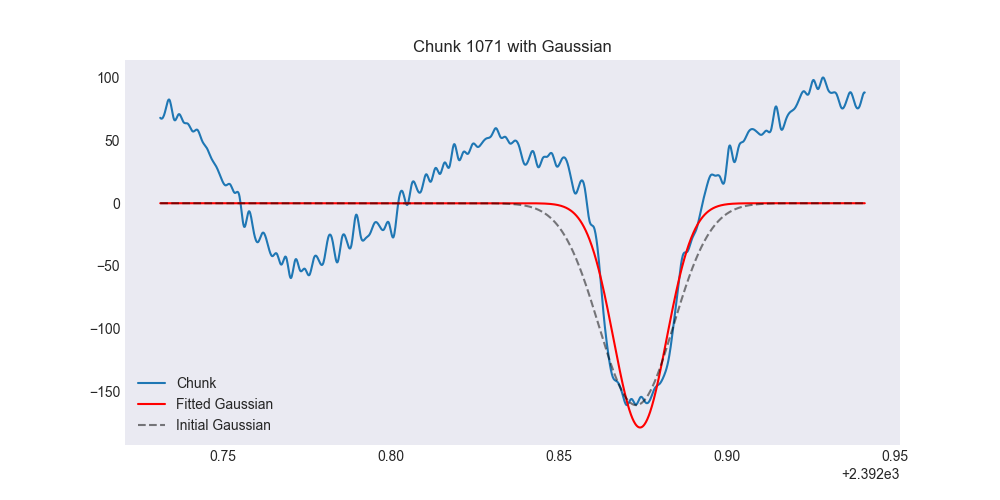 Chunk 1071 with Gaussian
100
50
0
−50
−100
−150
Chunk
Fitted Gaussian
Initial Gaussian
0.75 0.80 0.85 0.90 0.95
+2.392e3